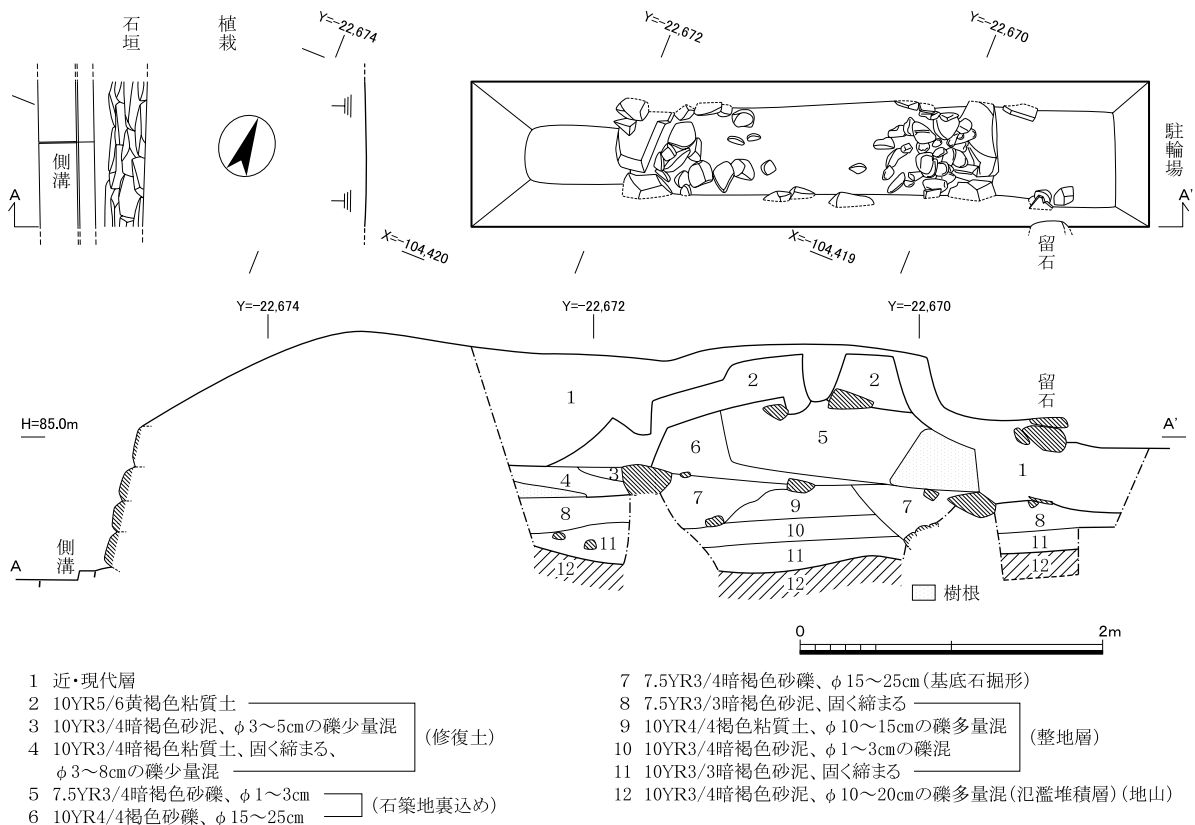 石垣
植栽
Y=-22,674
Y=-22,672
Y=-22,670
側溝
駐輪場
A
A'
X=-104,420
X=-104,419
留石
Y=-22,674
Y=-22,672
Y=-22,670
2
2
留石
1
H=85.0m
A'
5
6
1
3
4
7
9
7
8
8
10
11
11
11
側溝
A
12
12
12
樹根
0
2m
1 近・現代層
2 10YR5/6黄褐色粘質土
3 10YR3/4暗褐色砂泥、φ3~5cmの礫少量混
4 10YR3/4暗褐色粘質土、固く締まる、
φ3~8cmの礫少量混
(修復土)
5 7.5YR3/4暗褐色砂礫、φ1~3cm
6 10YR4/4褐色砂礫、φ15~25cm
(石築地裏込め)
7 7.5YR3/4暗褐色砂礫、φ15~25cm(基底石掘形)
8 7.5YR3/3暗褐色砂泥、固く締まる
9 10YR4/4褐色粘質土、φ10~15cmの礫多量混
10 10YR3/4暗褐色砂泥、φ1~3cmの礫混
11 10YR3/3暗褐色砂泥、固く締まる
(整地層)
12 10YR3/4暗褐色砂泥、φ10~20cmの礫多量混(氾濫堆積層)(地山)